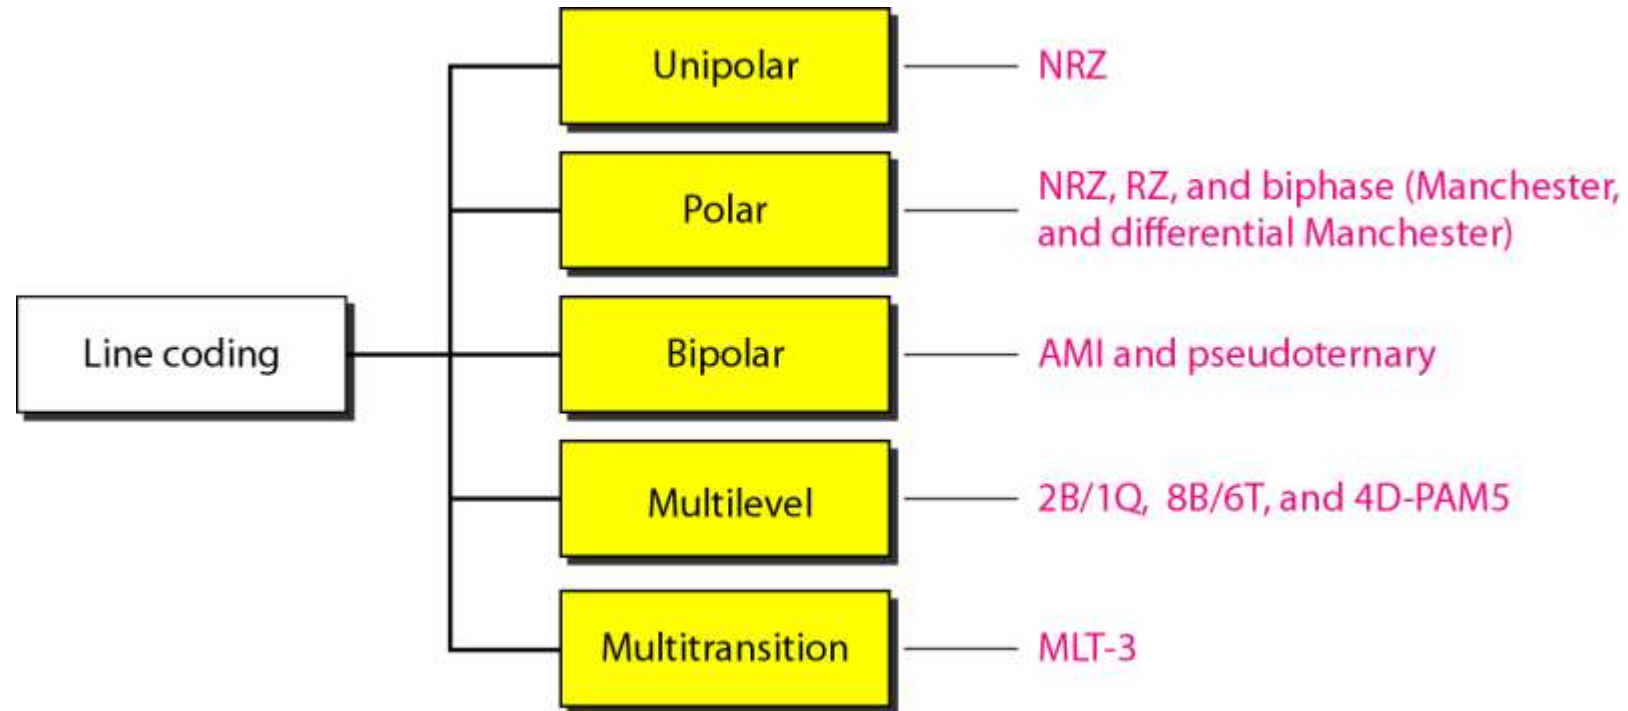 Unipolar
NRZ
Polar
NRZ, RZ, and biphase (Manchester,
and differential Manchester)
Line coding
Bipolar
AMI and pseudoternary
Multilevel
2B/1Q, 8B/6T, and 4D-PAM5
Multitransition
MLT-3